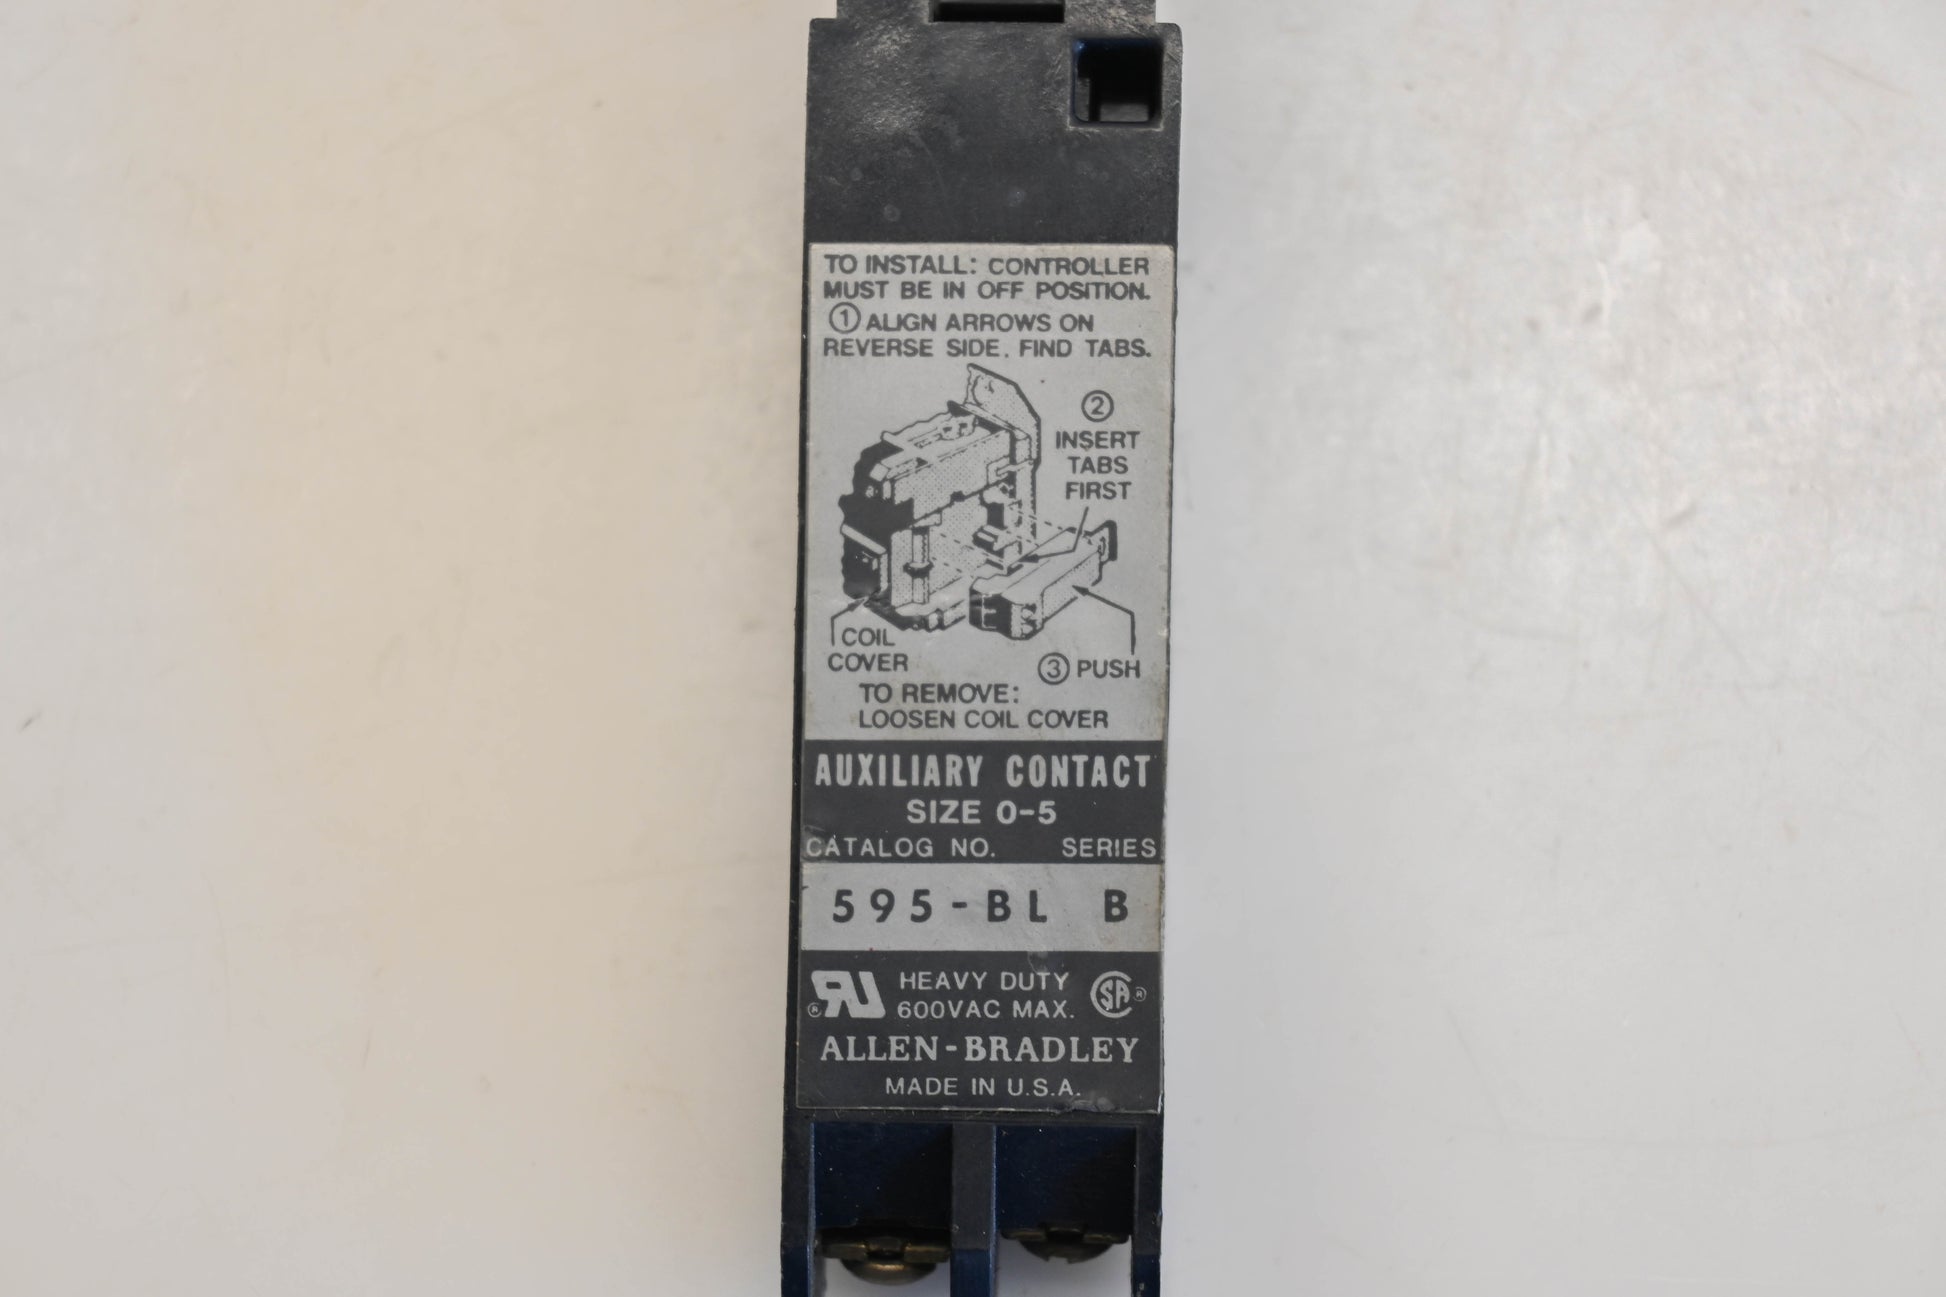 TO INSTALL: CONTROLLER
MUST BE IN OFF POSITION.
① ALIGN ARROWS ON
REVERSE SIDE. FIND TABS.
②
INSERT
TABS
FIRST
COIL
COVER
③ PUSH
TO REMOVE:
LOOSEN COIL COVER
AUXILIARY CONTACT
SIZE 0-5
CATALOG NO. SERIES
595-BL B
HEAVY DUTY
600VAC MAX.
RU ®
SA ®
ALLEN-BRADLEY
MADE IN U.S.A.